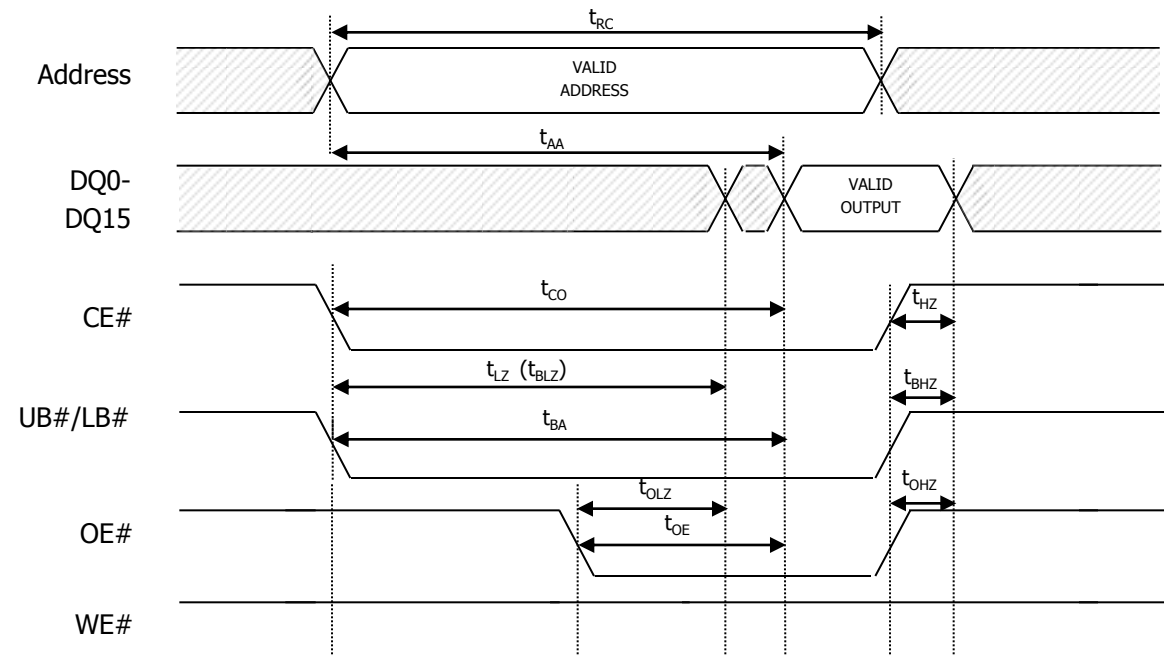 tRC
Address
VALID
ADDRESS
tAA
DQ0-
DQ15
VALID
OUTPUT
tCO
tHZ
CE#
tLZ (tBLZ)
tBHZ
UB#/LB#
tBA
tOLZ
tOHZ
OE#
tOE
WE#